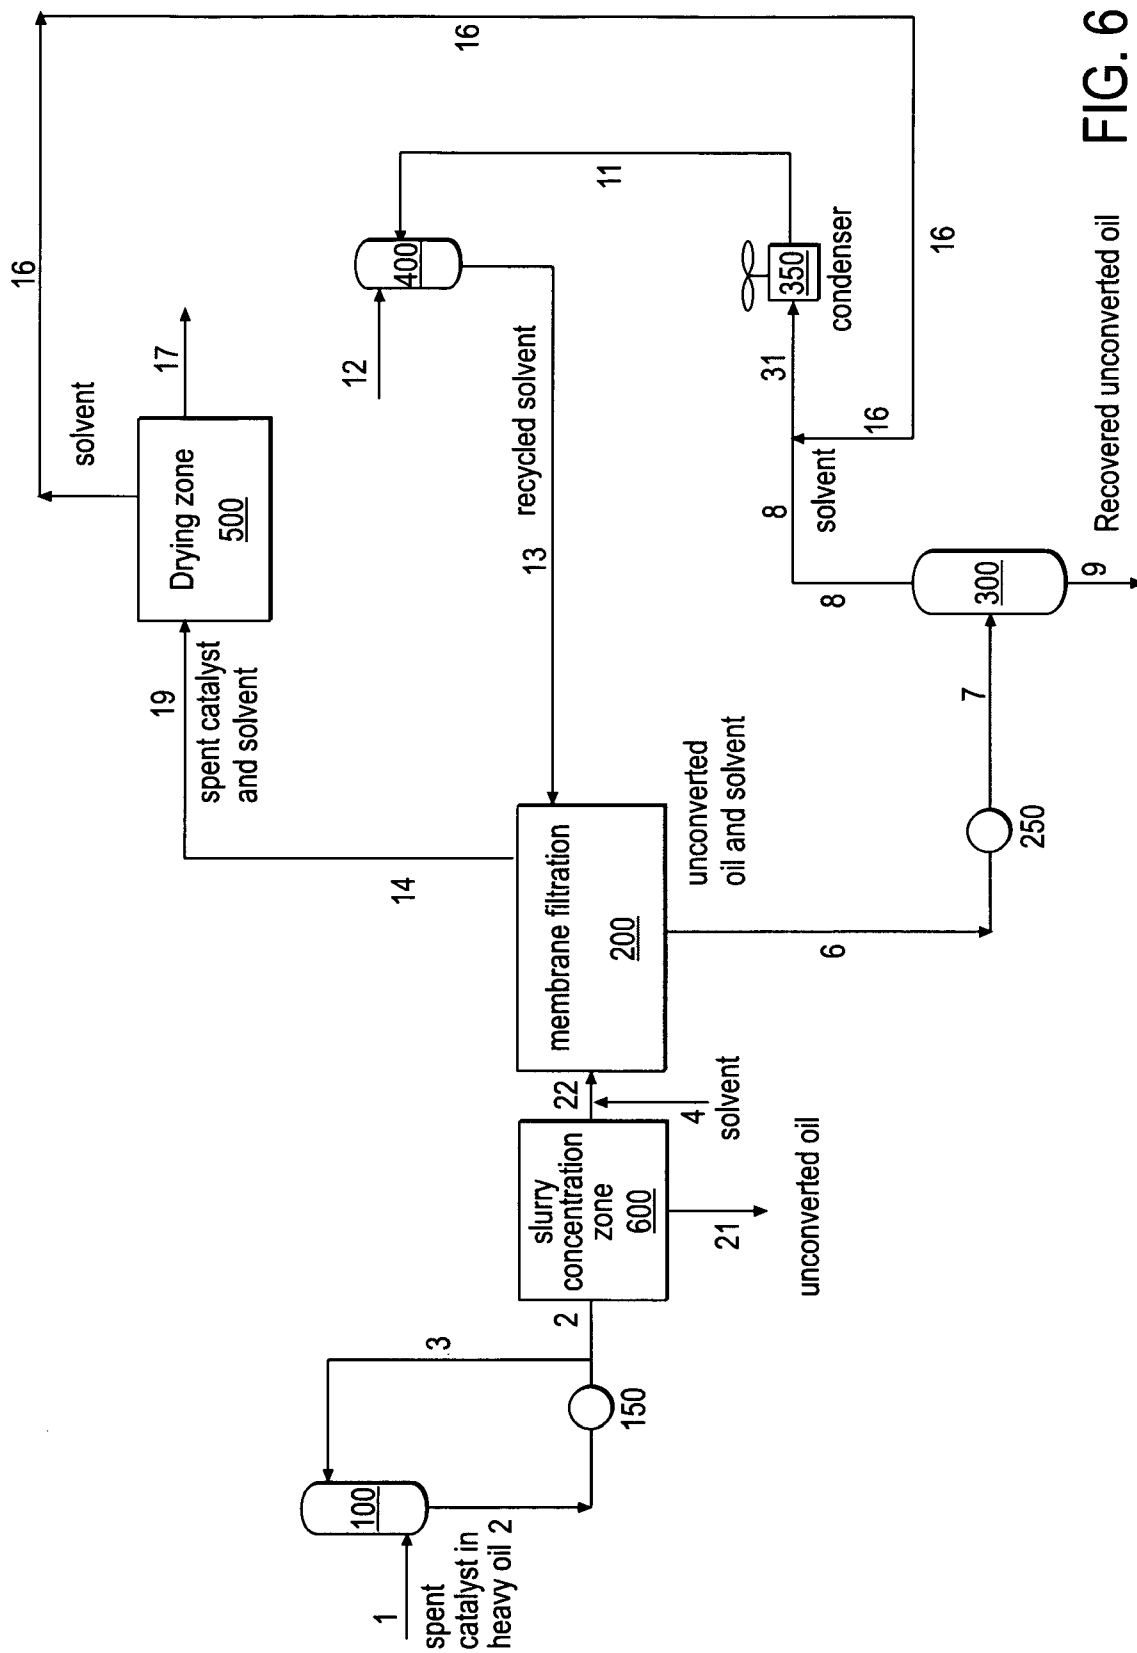 16
16
solvent
17
Drying zone
500
19
spent catalyst
and solvent
14
12
400
11
recycled solvent
13
membrane filtration
200
unconverted
oil and solvent
6
250
7
300
8
8
solvent
31
350
condenser
16
16
9
Recovered unconverted oil
22
4
solvent
slurry
concentration
zone
600
21
unconverted oil
2
3
150
100
1
spent
catalyst in
heavy oil 2
FIG. 6